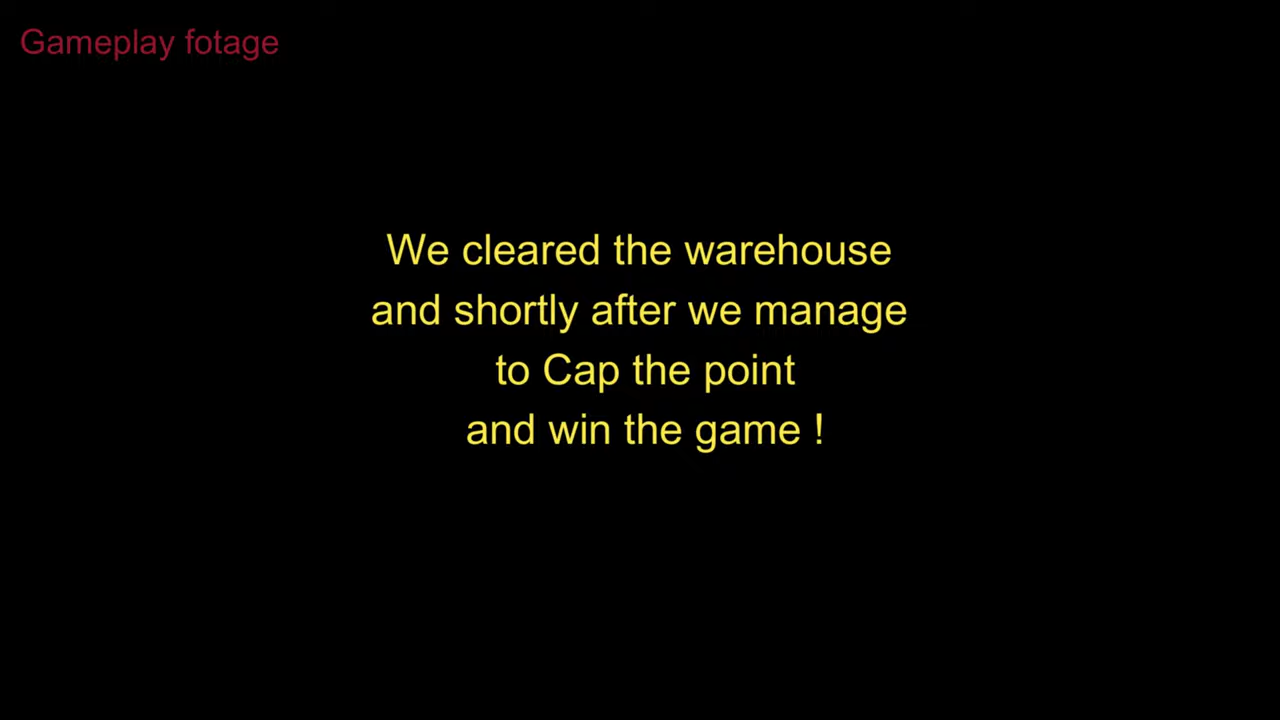 Gameplay fotage
We cleared the warehouse
and shortly after we manage
to Cap the point
and win the game !